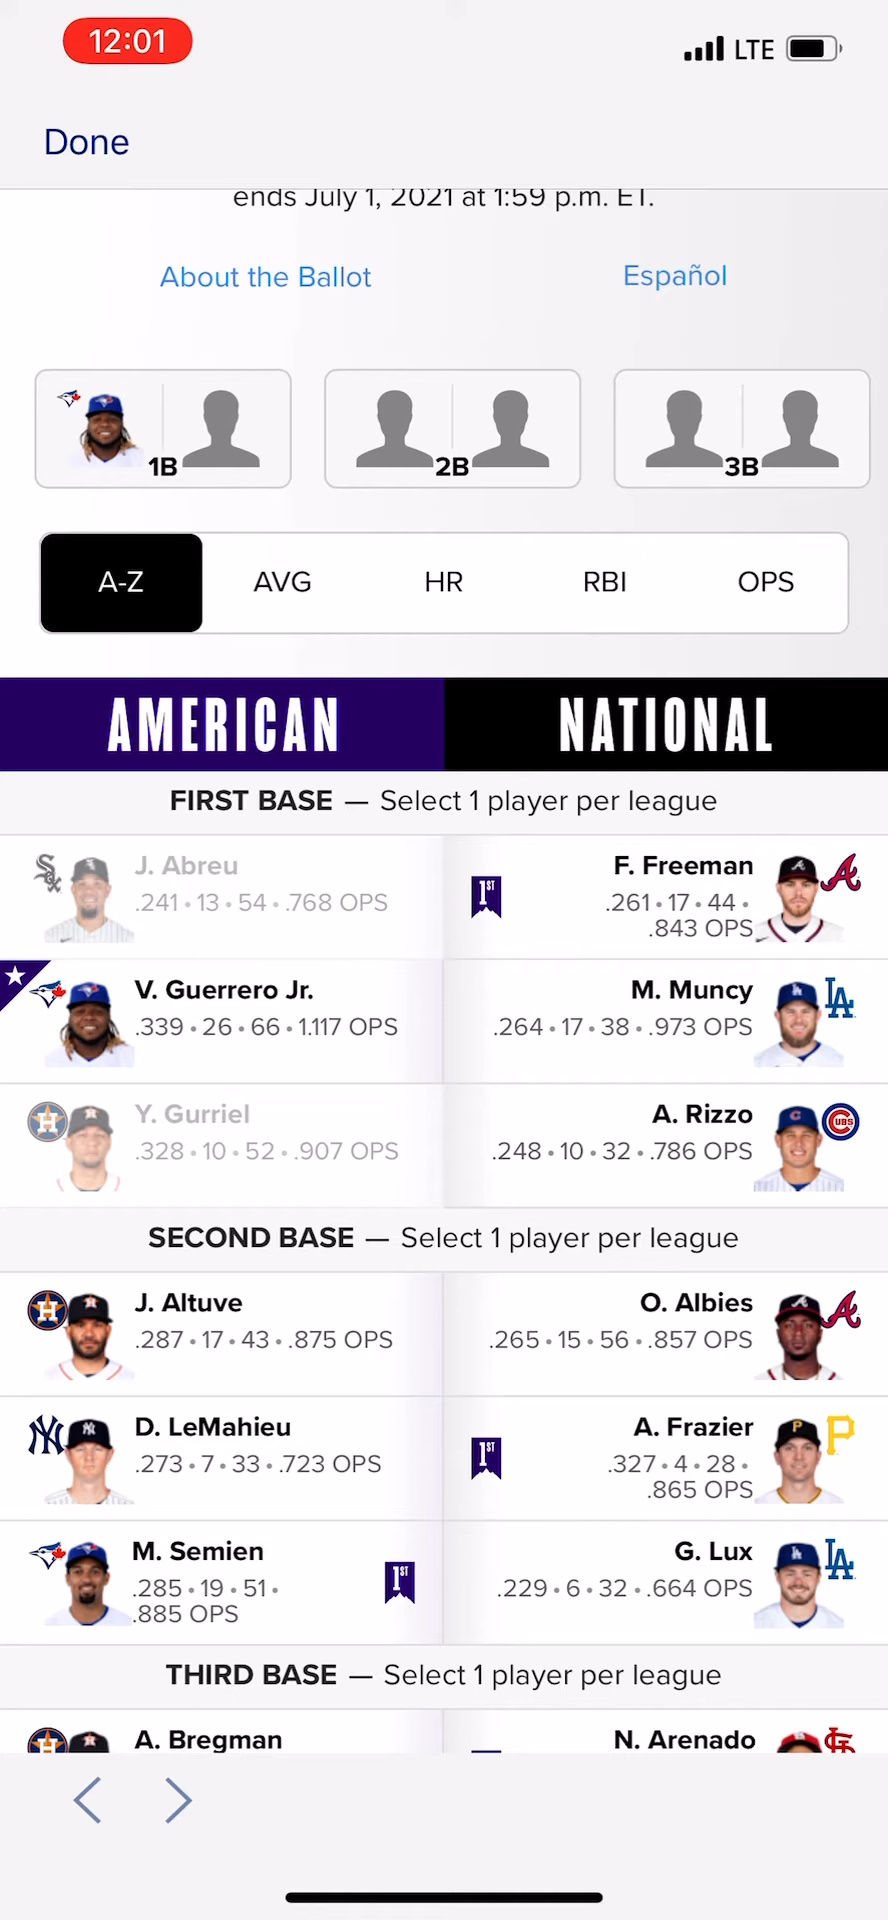 12:01 LTE
Done
ends July 1, 2021 at 1:59 p.m. ET.
About the Ballot Español
1B 2B 3B
A-Z AVG HR RBI OPS
AMERICAN NATIONAL
FIRST BASE — Select 1 player per league
J. Abreu
.241 • 13 • 54 • .768 OPS
1ST
F. Freeman
.261 • 17 • 44 •
.843 OPS
V. Guerrero Jr.
.339 • 26 • 66 • 1.117 OPS
M. Muncy
.264 • 17 • 38 • .973 OPS
Y. Gurriel
.328 • 10 • 52 • .907 OPS
A. Rizzo
.248 • 10 • 32 • .786 OPS
SECOND BASE — Select 1 player per league
J. Altuve
.287 • 17 • 43 • .875 OPS
O. Albies
.265 • 15 • 56 • .857 OPS
D. LeMahieu
.273 • 7 • 33 • .723 OPS
1ST
A. Frazier
.327 • 4 • 28 •
.865 OPS
M. Semien
.285 • 19 • 51 •
.885 OPS
1ST
G. Lux
.229 • 6 • 32 • .664 OPS
THIRD BASE — Select 1 player per league
A. Bregman
N. Arenado